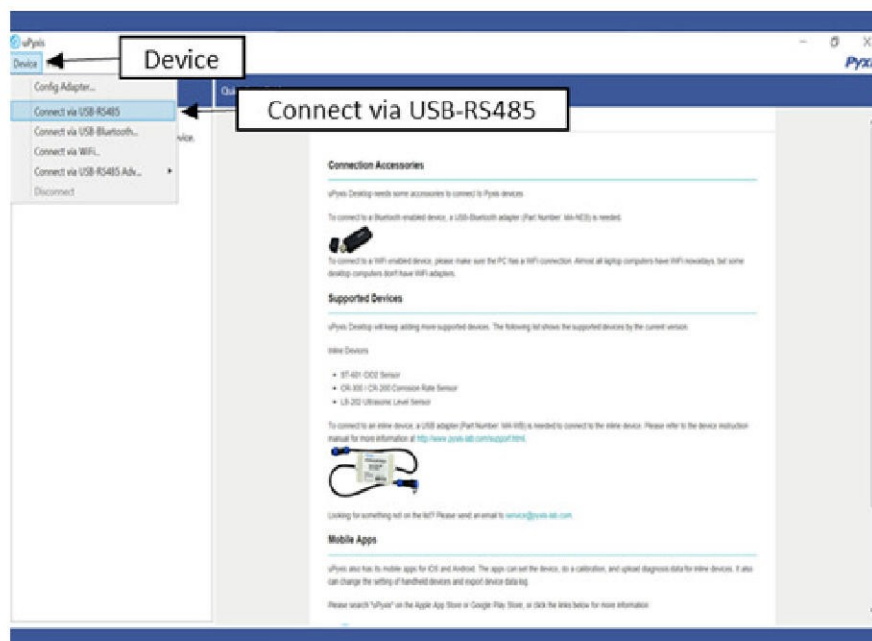 uPyxis
Device
Device
Pyxi
Config Adapter...
Connect via USB-RS485
Connect via USB-RS485
Connect via USB-Bluetooth...
Connect via WiFi...
Connect via USB-RS485 Adv...
Disconnect
vice.
Connection Accessories
uPyxis Desktop needs some accessories to connect to Pyxis devices
To connect to a Bluetooth enabled device, a USB-Bluetooth adapter (Part Number: MA-NEB) is needed.
To connect to a WiFi enabled device, please make sure the PC has a WiFi connection. Almost all laptop computers have WiFi nowadays, but some
desktop computers don't have WiFi adapters.
Supported Devices
uPyxis Desktop will keep adding more supported devices. The following list shows the supported devices by the current version.
Inline Devices
• ST-601 ClO2 Sensor
• CR-300 / CR-200 Corrosion Rate Sensor
• LB-202 Ultrasonic Level Sensor
To connect to an inline device, a USB adapter (Part Number: MA-WB) is needed to connect to the inline device. Please refer to the device instruction
manual for more information at http://www.pyxis-lab.com/support.html.
Looking for something not on the list? Please send an email to service@pyxis-lab.com
Mobile Apps
uPyxis also has its mobile apps for iOS and Android. The apps can set the device, do a calibration, and upload diagnosis data for inline devices. It also
can change the setting of handheld devices and export device data log.
Please search "uPyxis" on the Apple App Store or Google Play Store, or click the links below for more information